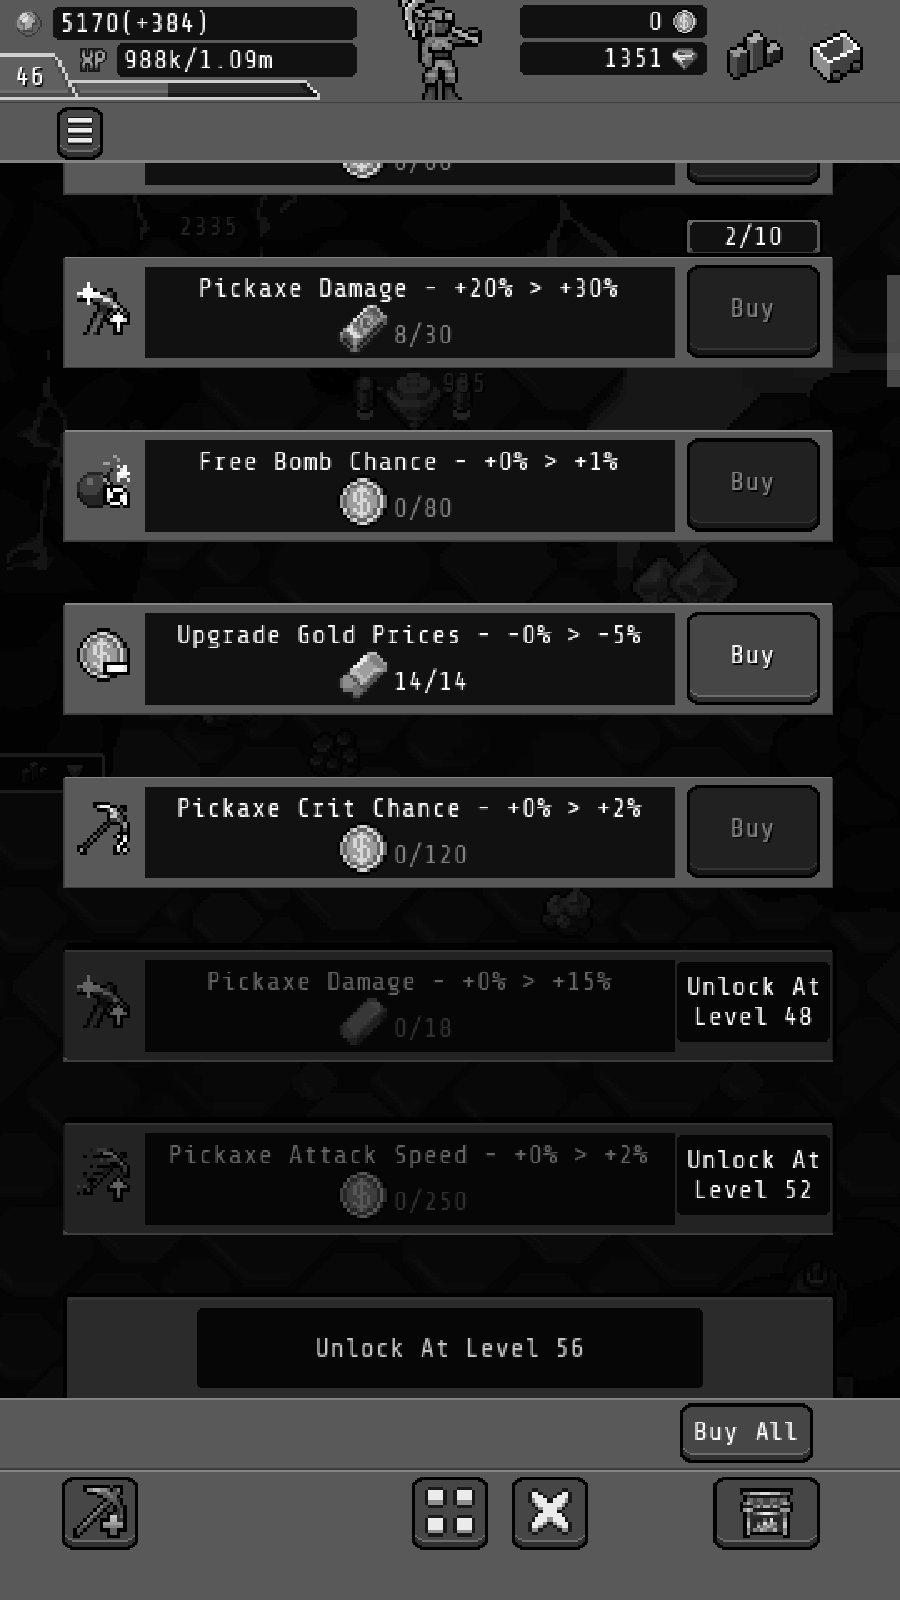 5170(+384)
0
XP 988k/1.09m
1351
46
2335
2/10
Pickaxe Damage - +20% > +30%
8/30
Buy
935
Free Bomb Chance - +0% > +1%
0/80
Buy
Upgrade Gold Prices - -0% > -5%
14/14
Buy
Pickaxe Crit Chance - +0% > +2%
0/120
Buy
Pickaxe Damage - +0% > +15%
0/18
Unlock At
Level 48
Pickaxe Attack Speed - +0% > +2%
0/250
Unlock At
Level 52
Unlock At Level 56
Buy All